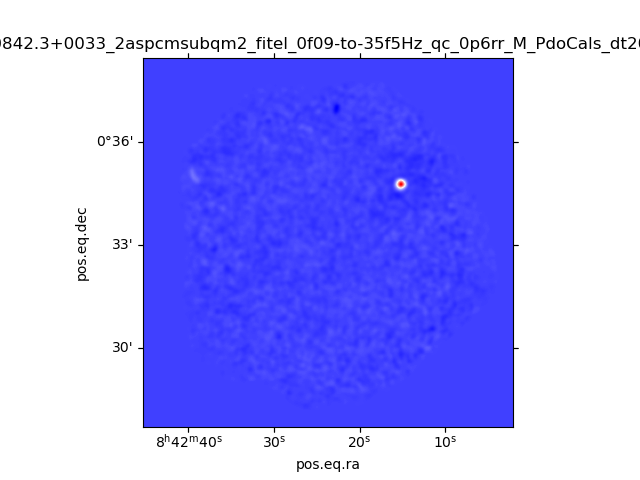 0842.3+0033_2aspcmsubqm2_fitel_0f09-to-35f5Hz_qc_0p6rr_M_PdoCals_dt20
0°36'
33'
30'
pos.eq.dec
8ʰ42ᵐ40ˢ 30ˢ 20ˢ 10ˢ
pos.eq.ra